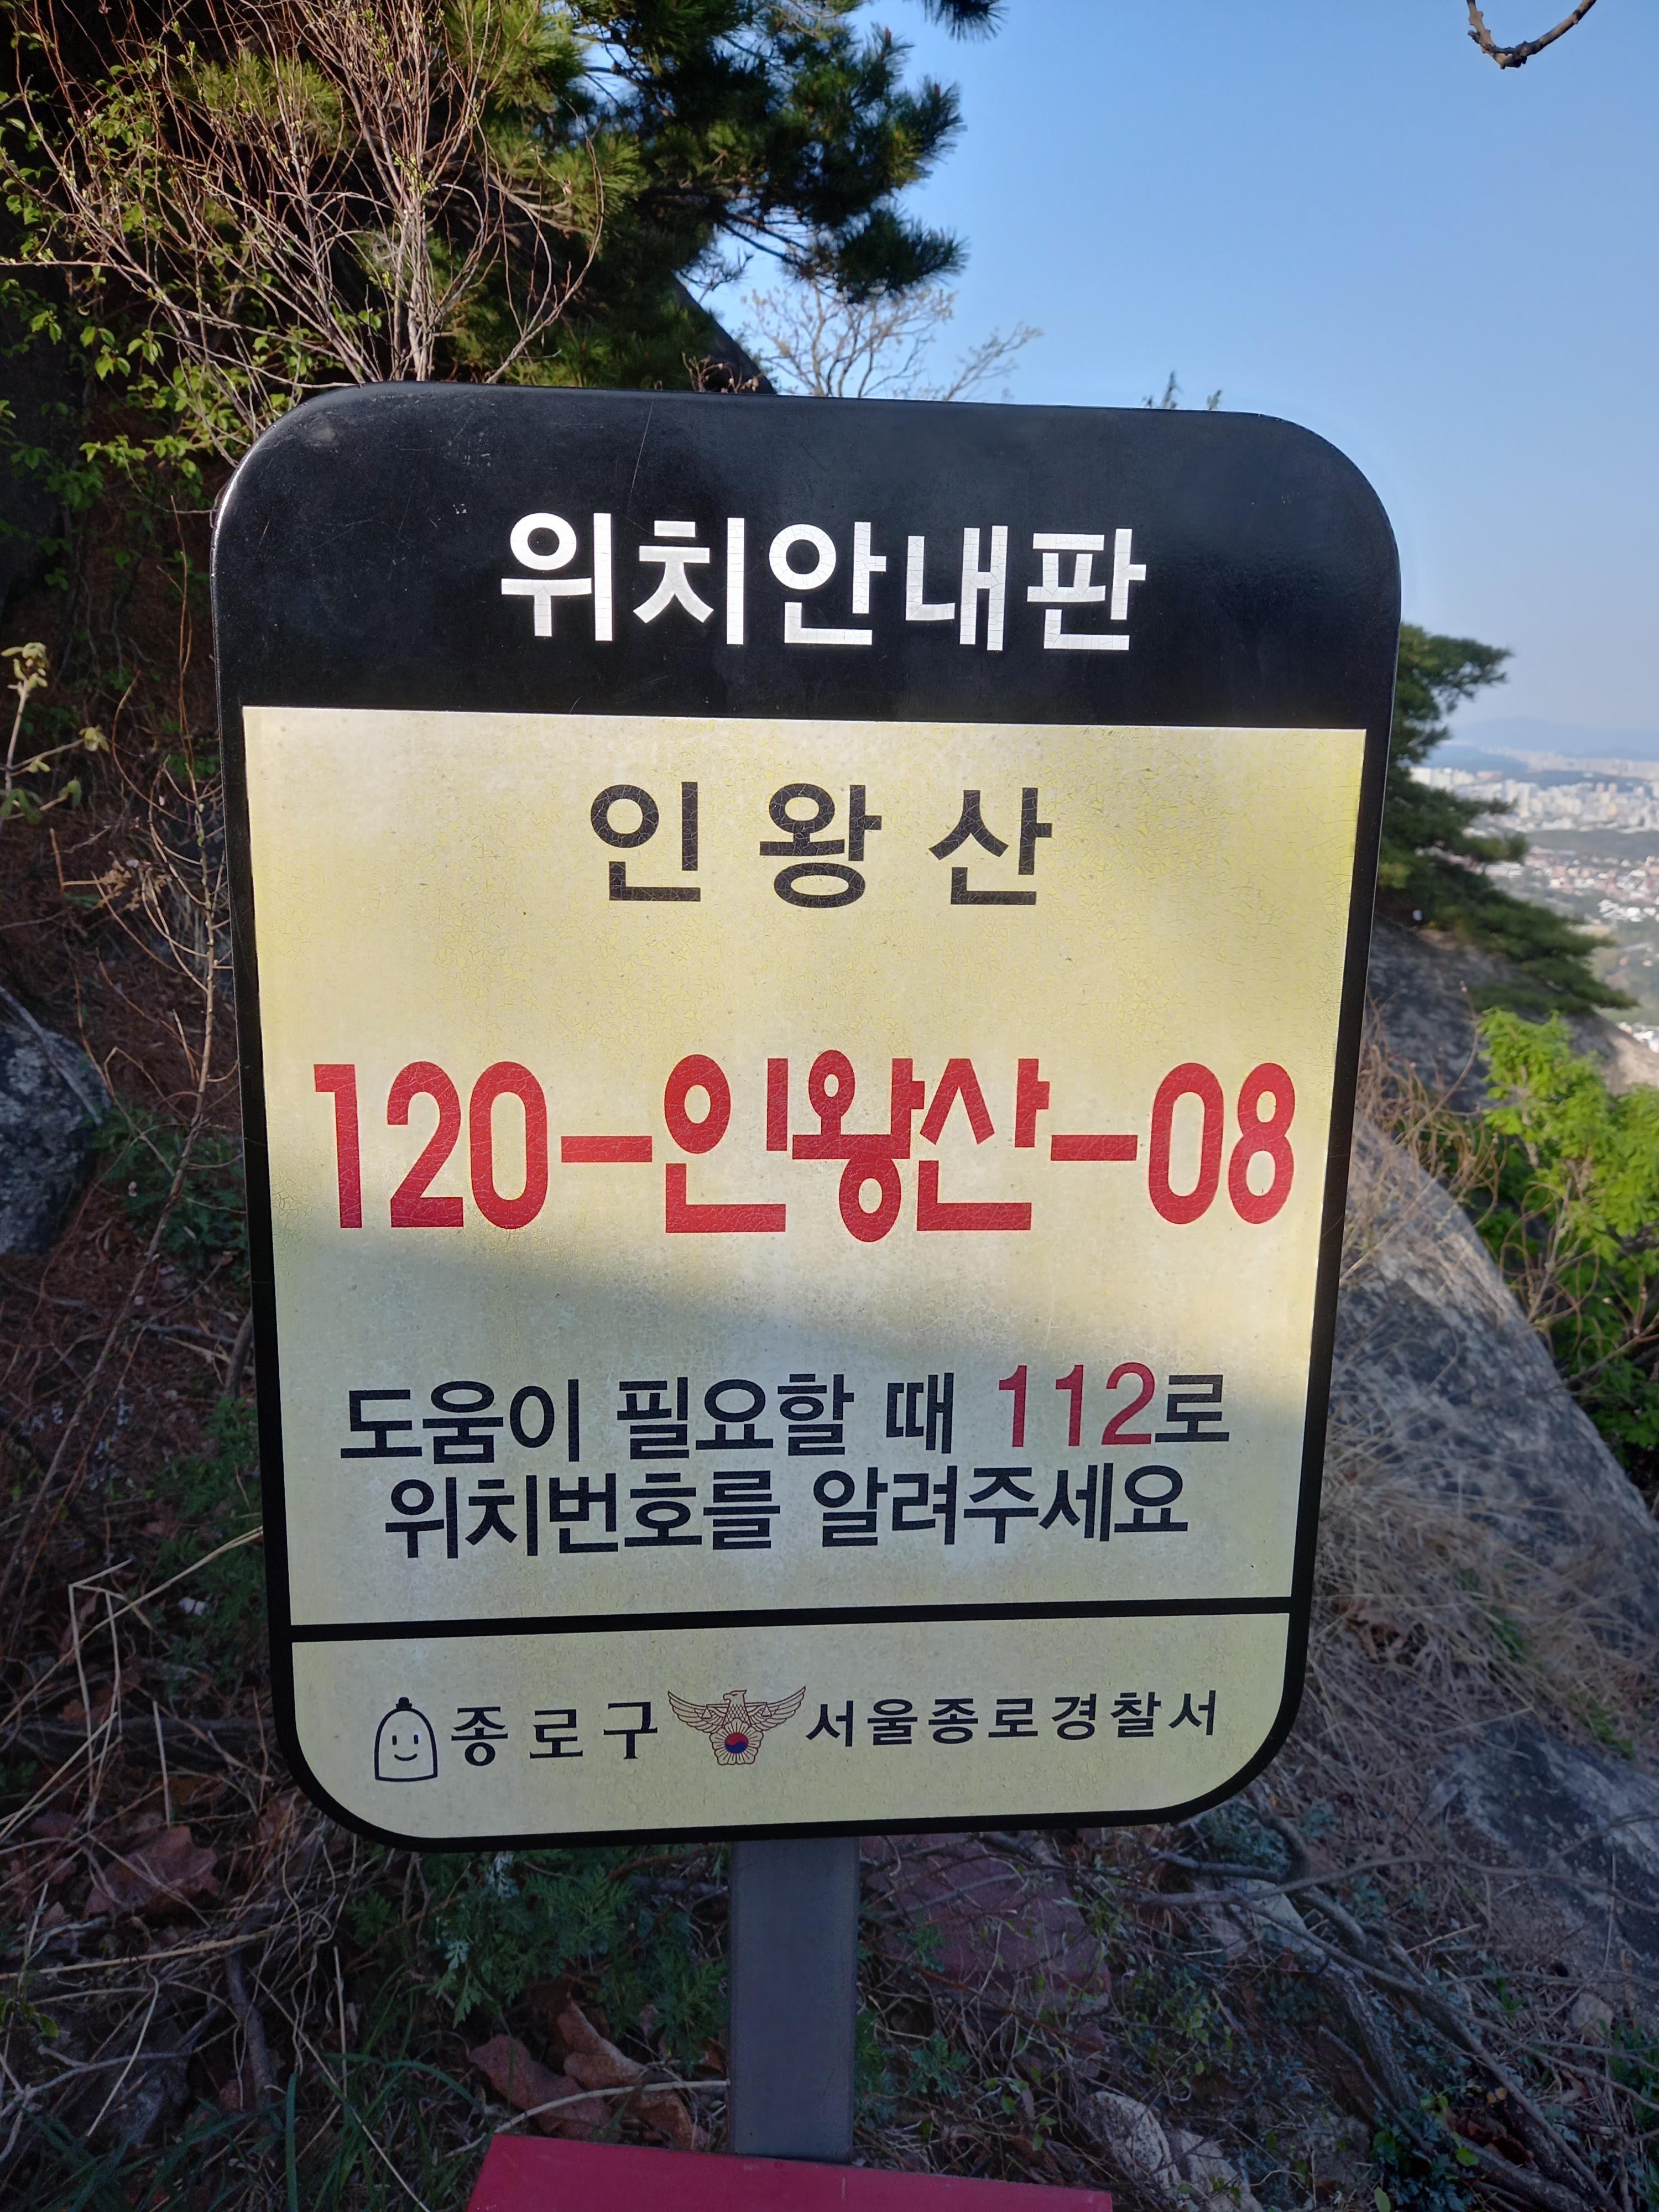 위치안내판
인왕산
120-인왕산-08
도움이 필요할 때 112로
위치번호를 알려주세요
종로구 서울종로경찰서